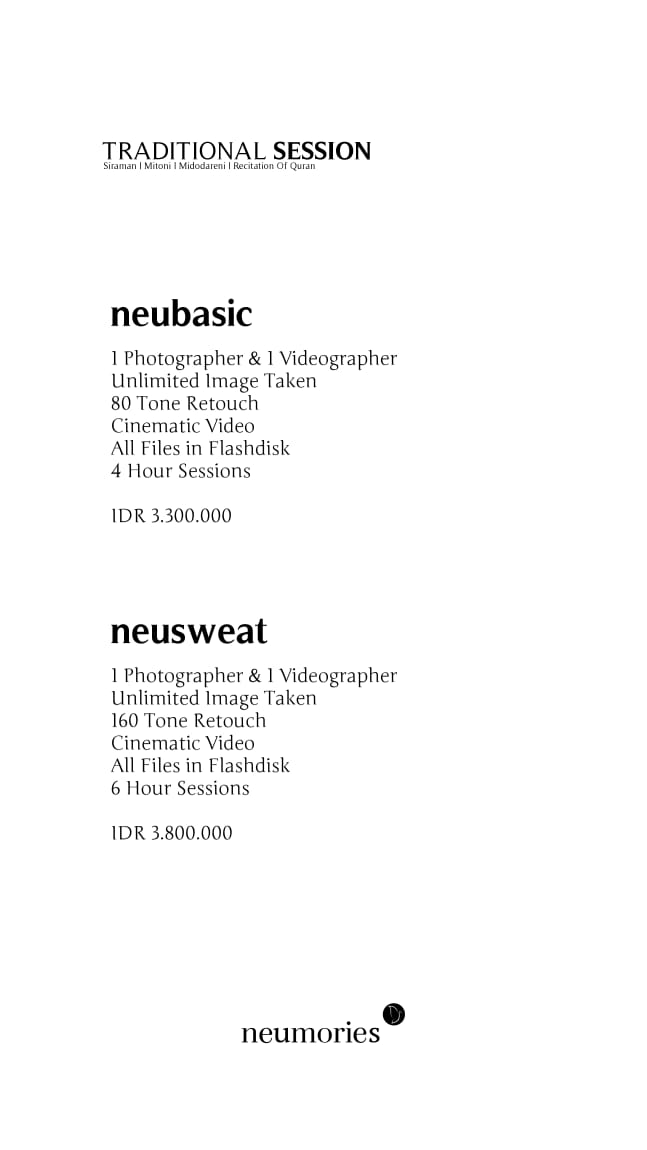 TRADITIONAL SESSION
Siraman | Mitoni | Midodareni | Recitation Of Quran
neubasic
1 Photographer & 1 Videographer
Unlimited Image Taken
80 Tone Retouch
Cinematic Video
All Files in Flashdisk
4 Hour Sessions
IDR 3.300.000
neusweat
1 Photographer & 1 Videographer
Unlimited Image Taken
160 Tone Retouch
Cinematic Video
All Files in Flashdisk
6 Hour Sessions
IDR 3.800.000
neumories